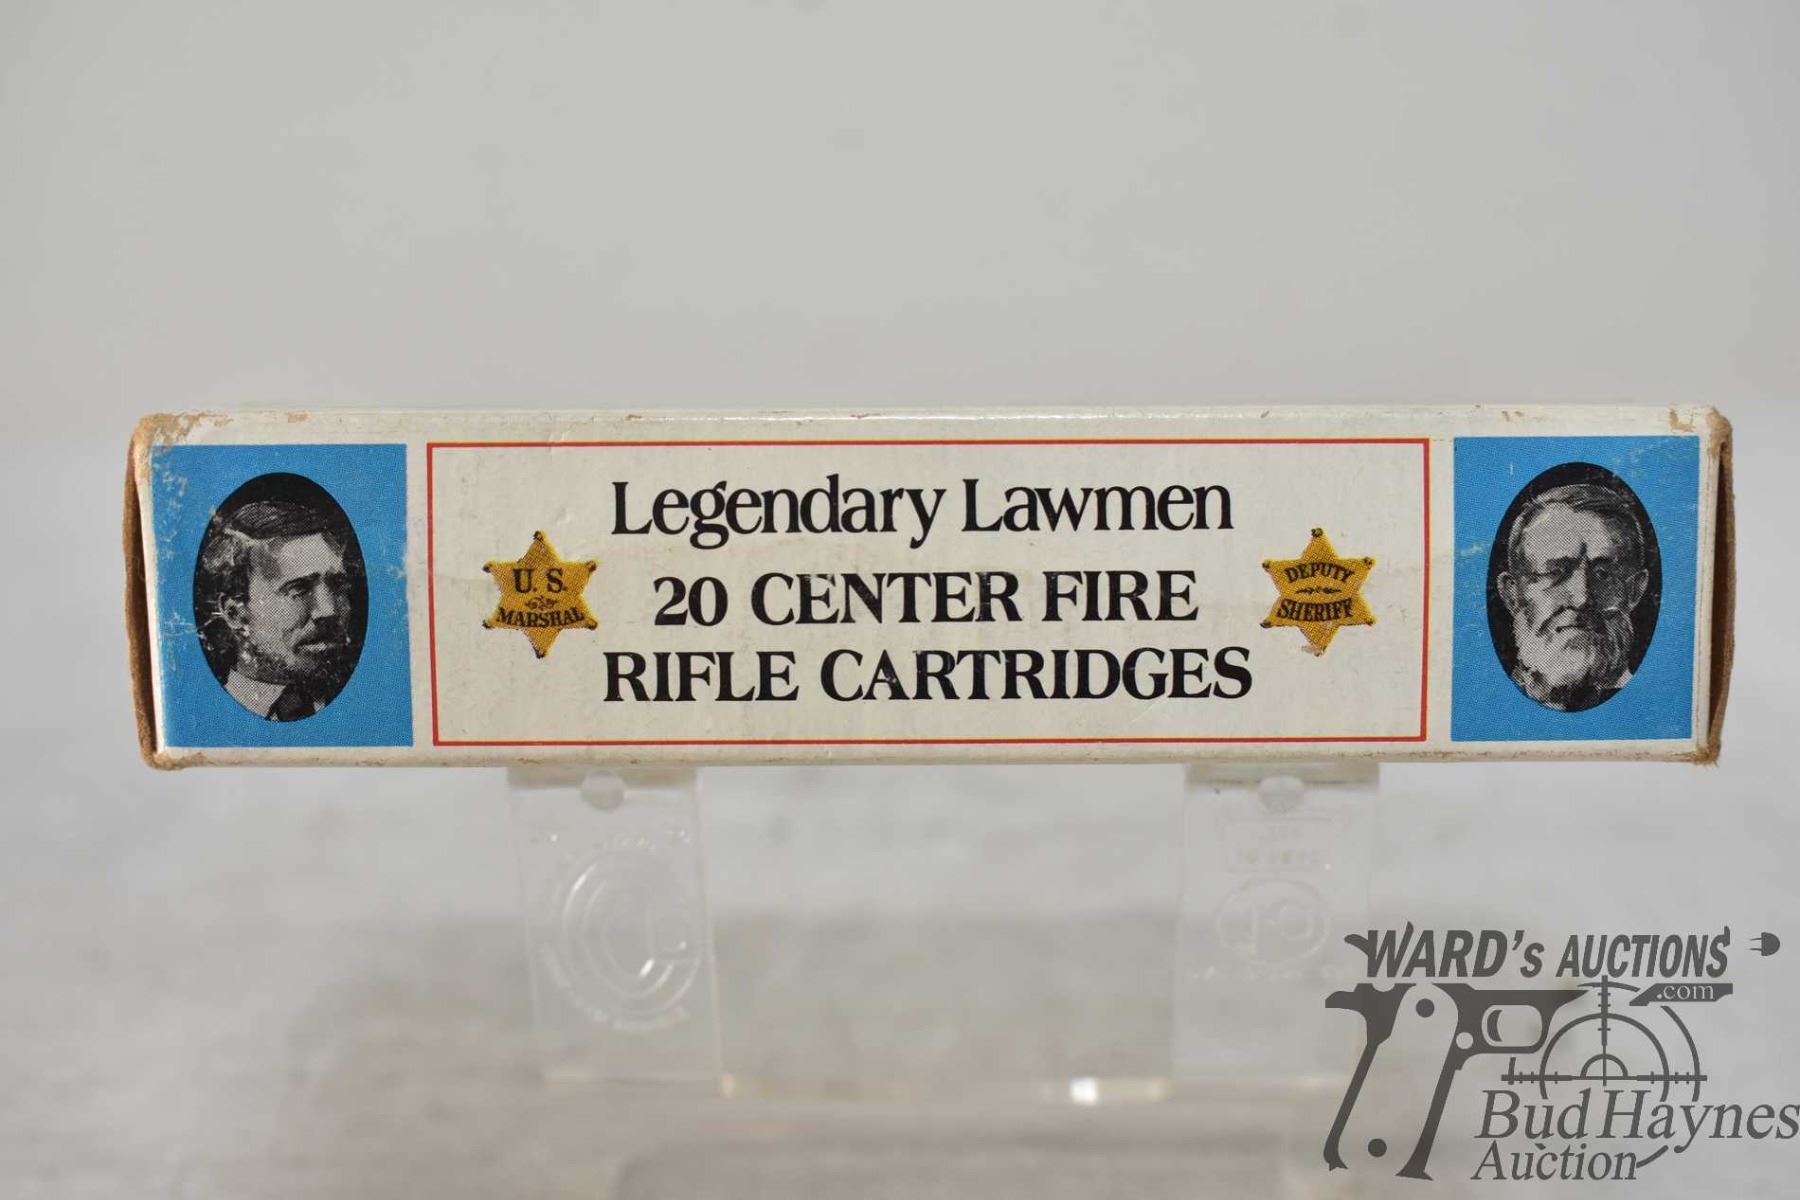 Legendary Lawmen
U. S.
MARSHAL
20 CENTER FIRE
DEPUTY
SHERIFF
RIFLE CARTRIDGES
WARD's AUCTIONS
.com
Bud Haynes
Auction